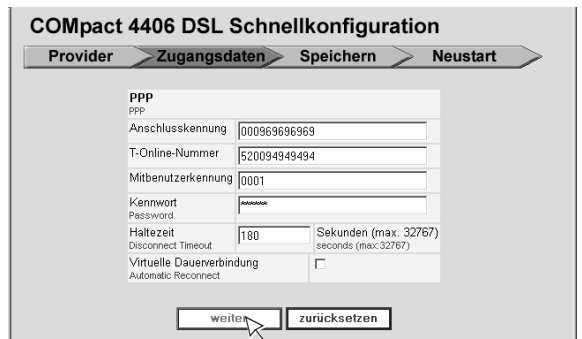 COMpact 4406 DSL Schnellkonfiguration
Provider Zugangsdaten Speichern Neustart
PPP
PPP
Anschlusskennung 000969696969
T-Online-Nummer 520094949494
Mitbenutzerkennung 0001
Kennwort ******
Password
Haltezeit 180 Sekunden (max. 32767)
Disconnect Timeout seconds (max:32767)
Virtuelle Dauerverbindung
Automatic Reconnect
weiter zurücksetzen